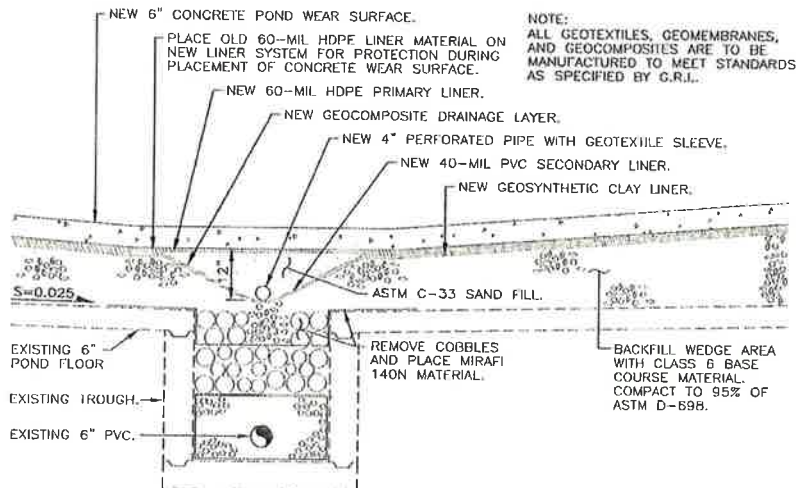 NEW 6" CONCRETE POND WEAR SURFACE.
PLACE OLD 60-MIL HDPE LINER MATERIAL ON
NEW LINER SYSTEM FOR PROTECTION DURING
PLACEMENT OF CONCRETE WEAR SURFACE.
NEW 60-MIL HDPE PRIMARY LINER.
NEW GEOCOMPOSITE DRAINAGE LAYER.
NEW 4" PERFORATED PIPE WITH GEOTEXTILE SLEEVE.
NEW 40-MIL PVC SECONDARY LINER.
NEW GEOSYNTHETIC CLAY LINER.
NOTE:
ALL GEOTEXTILES, GEOMEMBRANES,
AND GEOCOMPOSITES ARE TO BE
MANUFACTURED TO MEET STANDARDS
AS SPECIFIED BY G.R.I..
12"
S=0.025
ASTM C-33 SAND FILL.
EXISTING 6"
POND FLOOR
REMOVE COBBLES
AND PLACE MIRAFI
140N MATERIAL.
BACKFILL WEDGE AREA
WITH CLASS 6 BASE
COURSE MATERIAL.
COMPACT TO 95% OF
ASTM D-698.
EXISTING TROUGH.
EXISTING 6" PVC.